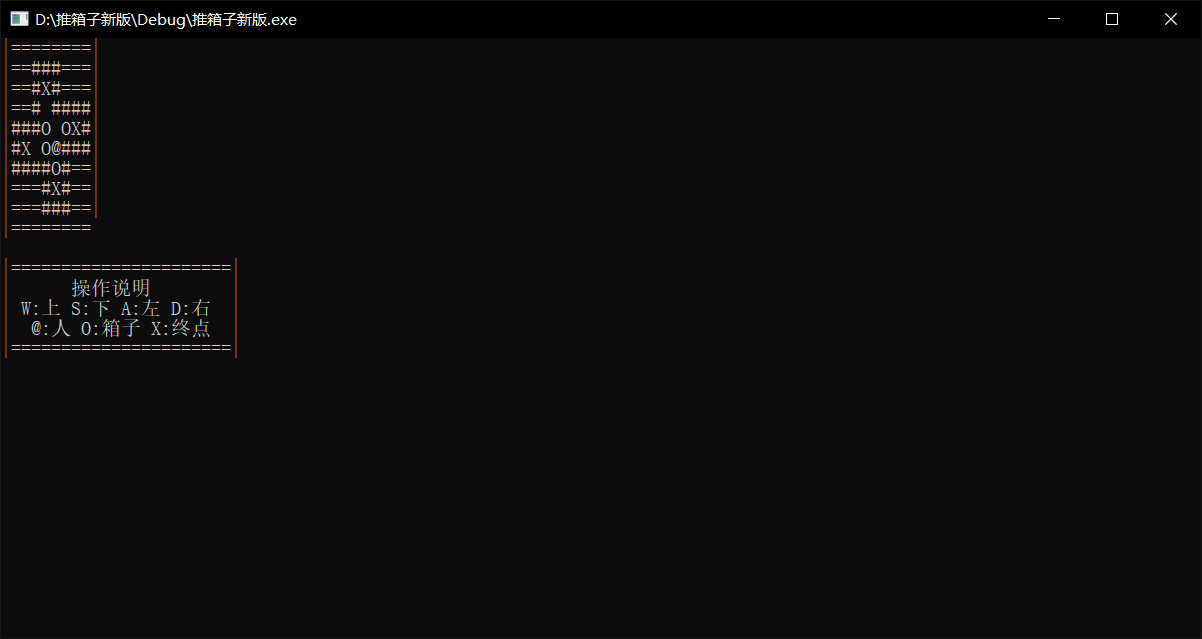 D:\推箱子新版\Debug\推箱子新版.exe
|========|
|==###===|
|==#X#===|
|==# ####|
|###O OX#|
|#X O@###|
|####O#==|
|===#X#==|
|===###==|
|========
|======================|
|      操作说明        |
| W:上 S:下 A:左 D:右  |
|  @:人 O:箱子 X:终点  |
|======================|